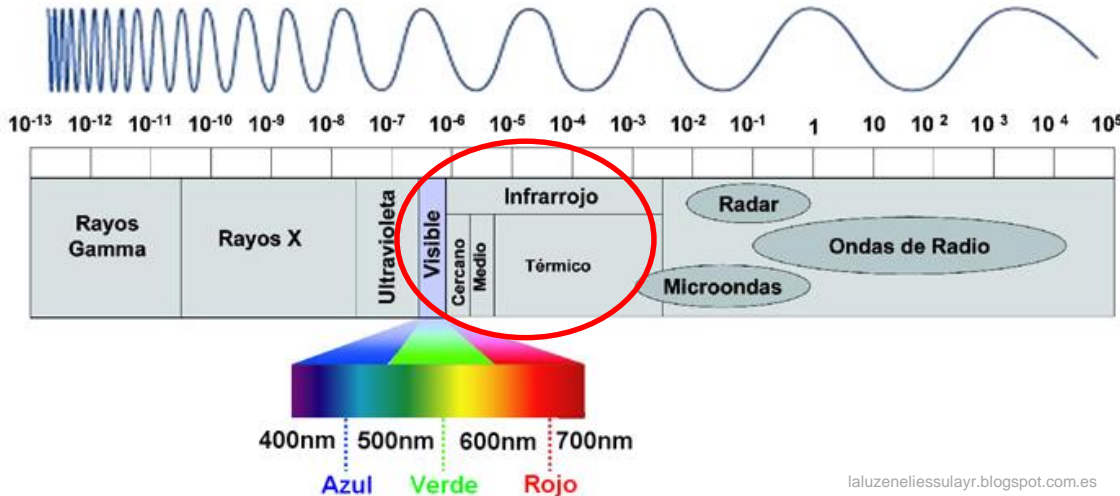 10-13 10-12 10-11 10-10 10-9 10-8 10-7 10-6 10-5 10-4 10-3 10-2 10-1 1 10 10 2 10 3 10 4 10 5
Rayos Gamma
Rayos X
Ultravioleta
Visible
Infrarrojo
Cercano
Medio
Térmico
Radar
Microondas
Ondas de Radio
400nm 500nm 600nm 700nm
Azul Verde Rojo
laluzeneliessulayr.blogspot.com.es